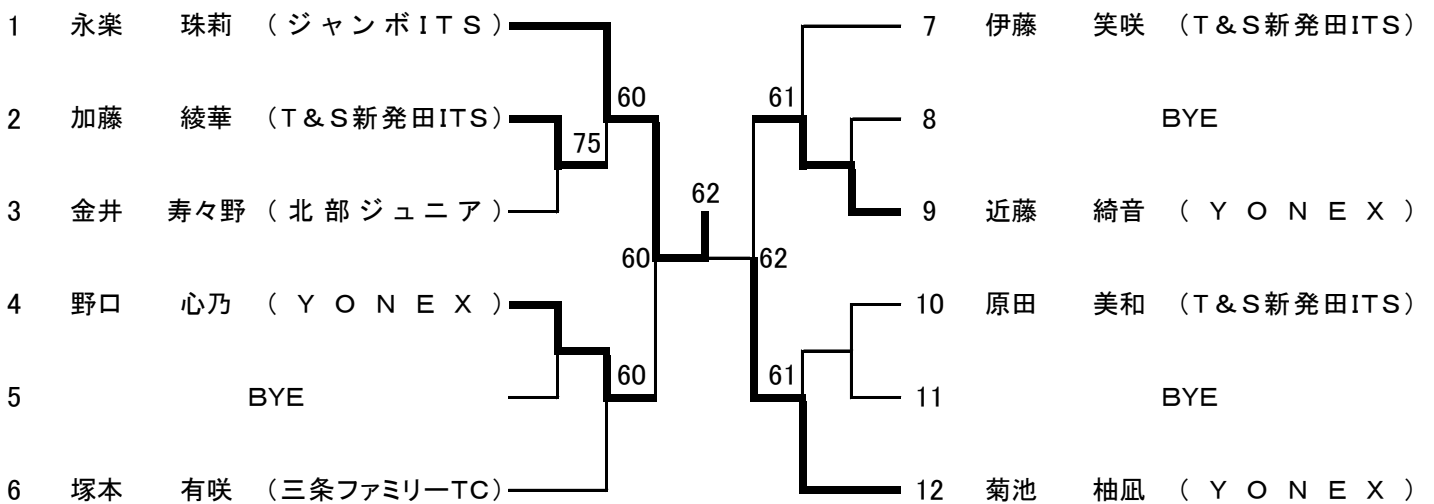 1 永楽 珠莉 (ジャンボITS)
7 伊藤 笑咲 (T&S新発田ITS)
60
61
2 加藤 綾華 (T&S新発田ITS)
8 BYE
75
62
3 金井 寿々野 (北部ジュニア)
9 近藤 綺音 (YONEX)
60
62
4 野口 心乃 (YONEX)
10 原田 美和 (T&S新発田ITS)
60
61
5 BYE
11 BYE
6 塚本 有咲 (三条ファミリーTC)
12 菊池 柚凪 (YONEX)